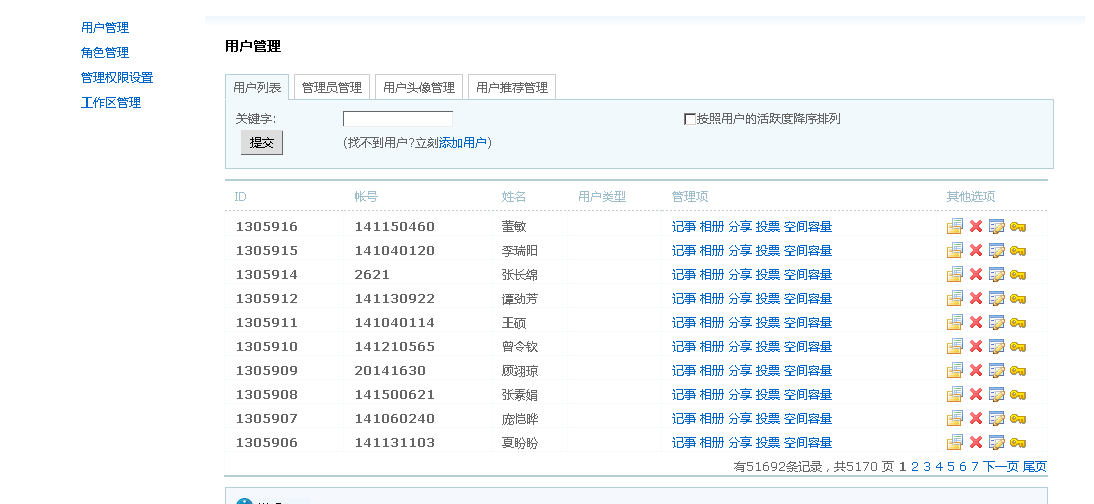 用户管理
角色管理
管理权限设置
工作区管理
用户管理
用户列表 管理员管理 用户头像管理 用户推荐管理
关键字: 按照用户的活跃度降序排列
提交 (找不到用户?立刻添加用户)
ID 帐号 姓名 用户类型 管理项 其他选项
1305916 141150460 董敏 记事 相册 分享 投票 空间容量
1305915 141040120 李瑞阳 记事 相册 分享 投票 空间容量
1305914 2621 张长绵 记事 相册 分享 投票 空间容量
1305912 141130922 谭劲芳 记事 相册 分享 投票 空间容量
1305911 141040114 王硕 记事 相册 分享 投票 空间容量
1305910 141210565 曾令钦 记事 相册 分享 投票 空间容量
1305909 20141630 顾翊琼 记事 相册 分享 投票 空间容量
1305908 141500621 张素娟 记事 相册 分享 投票 空间容量
1305907 141060240 庞恺晔 记事 相册 分享 投票 空间容量
1305906 141131103 夏盼盼 记事 相册 分享 投票 空间容量
有51692条记录 , 共5170 页 1 2 3 4 5 6 7 下一页 尾页